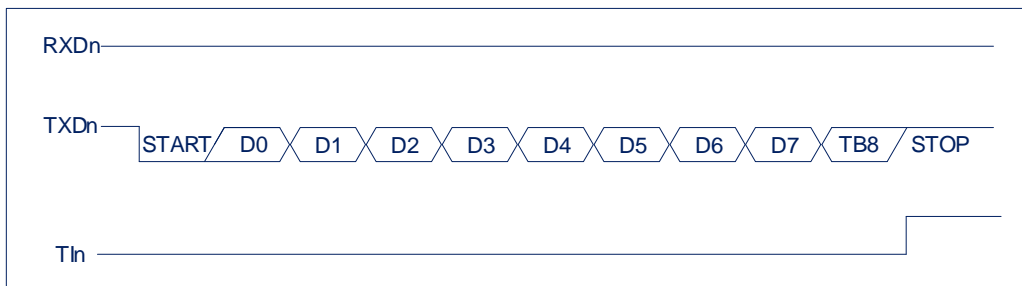 RXDn
TXDn
START D0 D1 D2 D3 D4 D5 D6 D7 TB8 STOP
TIn